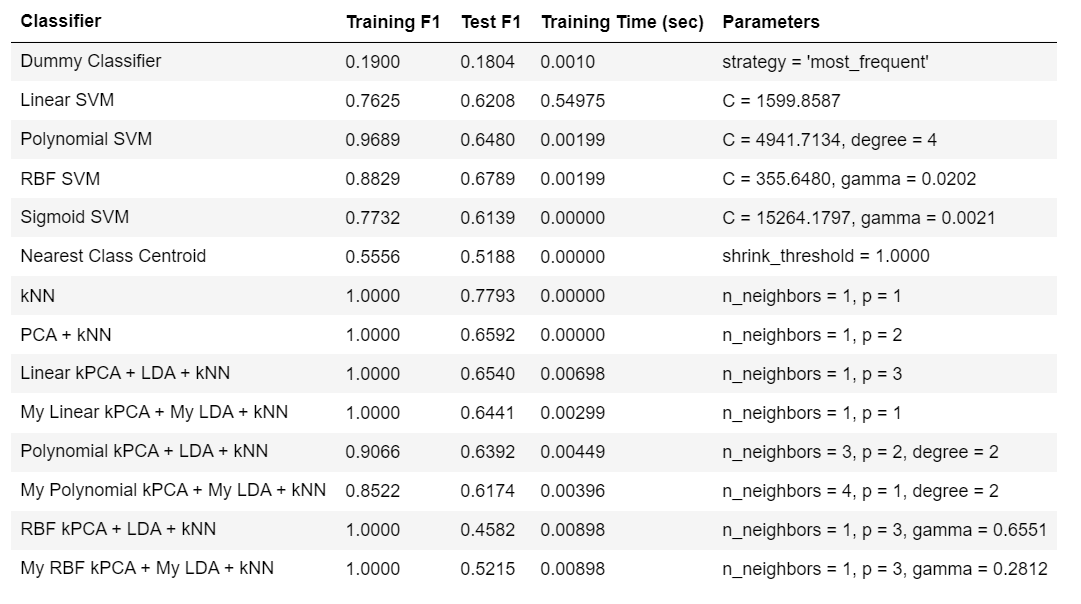 Classifier Training F1 Test F1 Training Time (sec) Parameters
Dummy Classifier 0.1900 0.1804 0.0010 strategy = 'most_frequent'
Linear SVM 0.7625 0.6208 0.54975 C = 1599.8587
Polynomial SVM 0.9689 0.6480 0.00199 C = 4941.7134, degree = 4
RBF SVM 0.8829 0.6789 0.00199 C = 355.6480, gamma = 0.0202
Sigmoid SVM 0.7732 0.6139 0.00000 C = 15264.1797, gamma = 0.0021
Nearest Class Centroid 0.5556 0.5188 0.00000 shrink_threshold = 1.0000
kNN 1.0000 0.7793 0.00000 n_neighbors = 1, p = 1
PCA + kNN 1.0000 0.6592 0.00000 n_neighbors = 1, p = 2
Linear kPCA + LDA + kNN 1.0000 0.6540 0.00698 n_neighbors = 1, p = 3
My Linear kPCA + My LDA + kNN 1.0000 0.6441 0.00299 n_neighbors = 1, p = 1
Polynomial kPCA + LDA + kNN 0.9066 0.6392 0.00449 n_neighbors = 3, p = 2, degree = 2
My Polynomial kPCA + My LDA + kNN 0.8522 0.6174 0.00396 n_neighbors = 4, p = 1, degree = 2
RBF kPCA + LDA + kNN 1.0000 0.4582 0.00898 n_neighbors = 1, p = 3, gamma = 0.6551
My RBF kPCA + My LDA + kNN 1.0000 0.5215 0.00898 n_neighbors = 1, p = 3, gamma = 0.2812